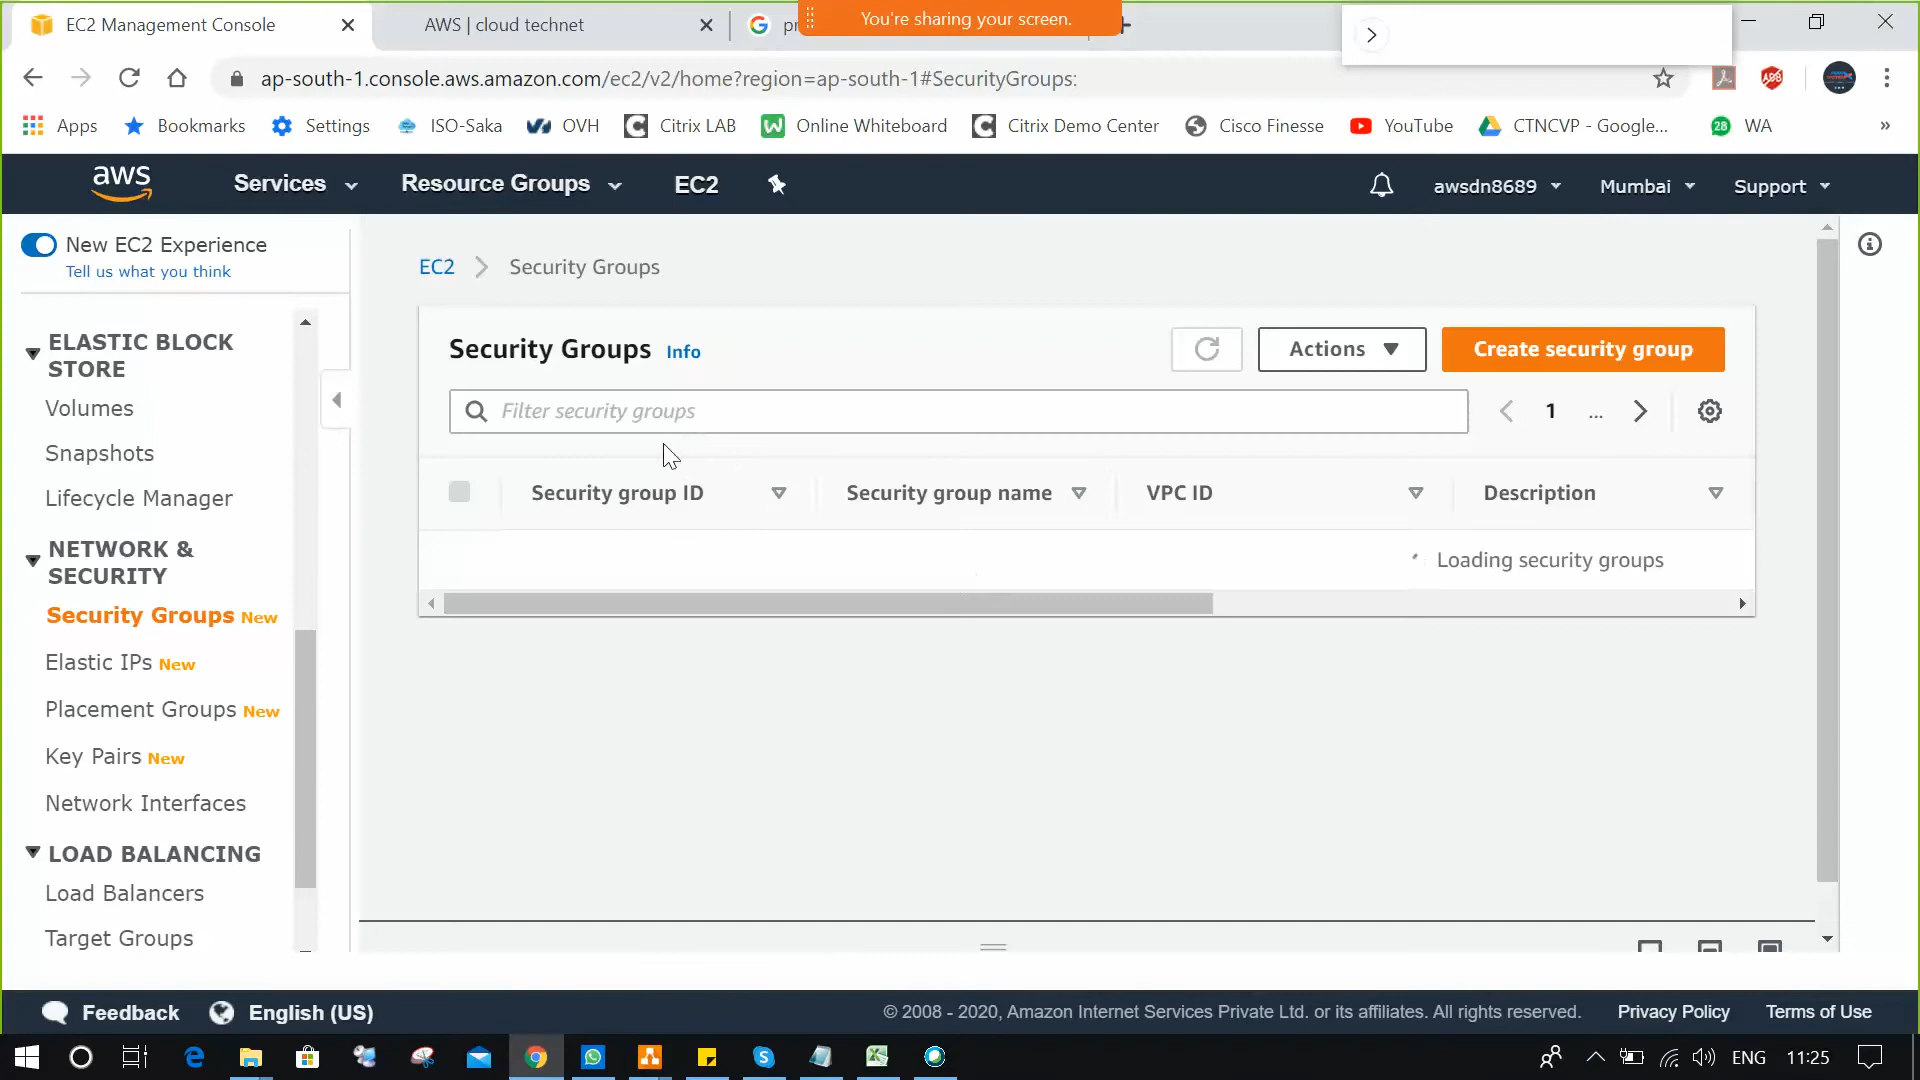 EC2 Management Console
AWS | cloud technet
You're sharing your screen.
ap-south-1.console.aws.amazon.com/ec2/v2/home?region=ap-south-1#SecurityGroups:
Apps
Bookmarks
Settings
ISO-Saka
OVH
Citrix LAB
Online Whiteboard
Citrix Demo Center
Cisco Finesse
YouTube
CTNCVP - Google...
28
WA
»
aws
Services
Resource Groups
EC2
awsdn8689
Mumbai
Support
New EC2 Experience
Tell us what you think
ELASTIC BLOCK
STORE
Volumes
Snapshots
Lifecycle Manager
NETWORK &
SECURITY
Security Groups New
Elastic IPs New
Placement Groups New
Key Pairs New
Network Interfaces
LOAD BALANCING
Load Balancers
Target Groups
EC2 > Security Groups
Security Groups Info
Actions
Create security group
Filter security groups
1 ...
Security group ID
Security group name
VPC ID
Description
Loading security groups
Feedback
English (US)
© 2008 - 2020, Amazon Internet Services Private Ltd. or its affiliates. All rights reserved.
Privacy Policy
Terms of Use
ENG
11:25